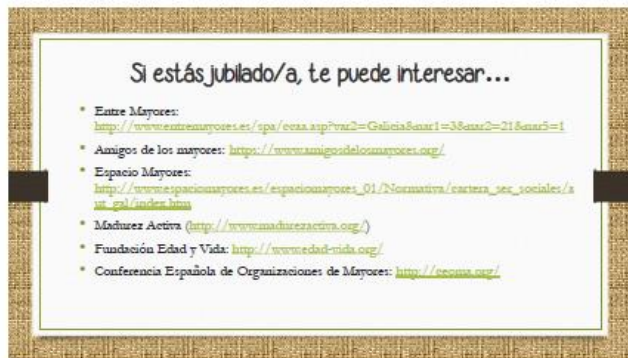 Si estás jubilado/a, te puede interesar...
• Entre Mayores:
http://www.entremayores.es/spa/ccaa.asp?var2=Galicia&nar1=3&nar2=21&nar5=1
• Amigos de los mayores: https://www.amigosdelosmayores.org/
• Espacio Mayores:
http://www.espaciomayores.es/espaciomayores_01/Normativa/cartera_ser_sociales/a
ut_gal/index.htm
• Madurez Activa (http://www.madurezactiva.org/)
• Fundación Edad y Vida: http://www.edad-vida.org/
• Conferencia Española de Organizaciones de Mayores: http://ceoma.org/